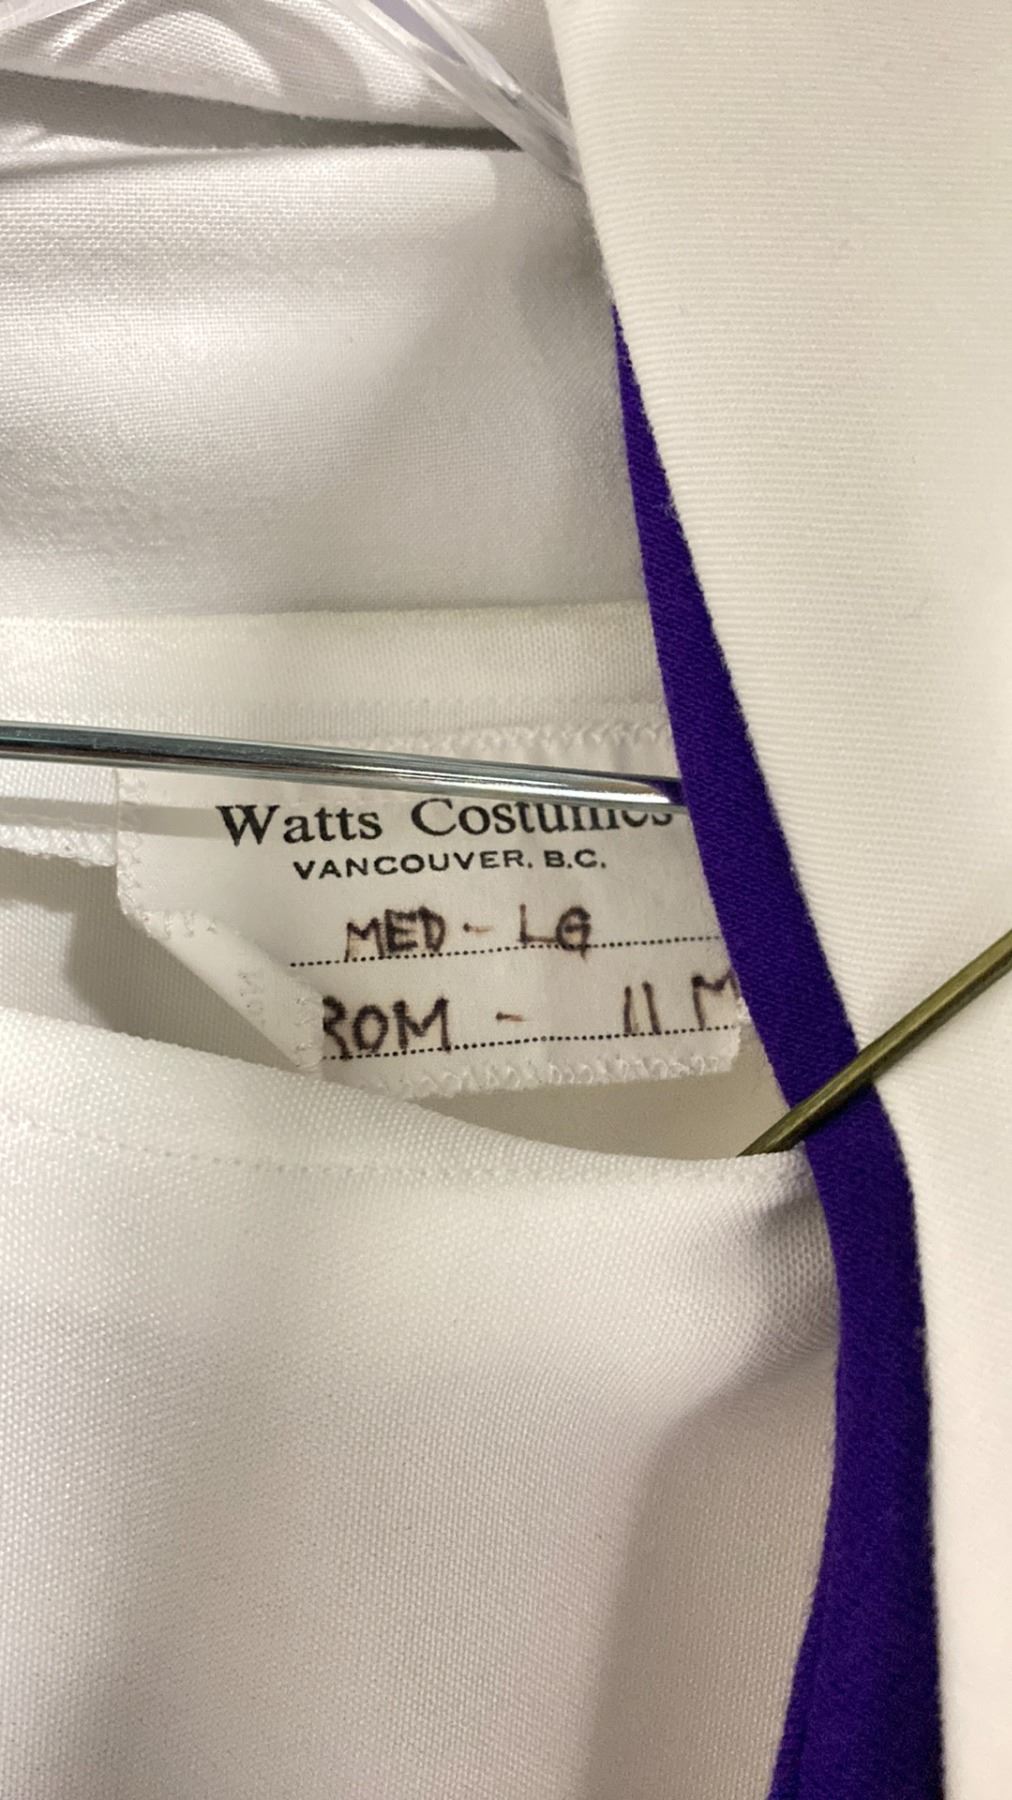 Watts Costumes
VANCOUVER, B.C.
MED - LG
ROM - 11 M